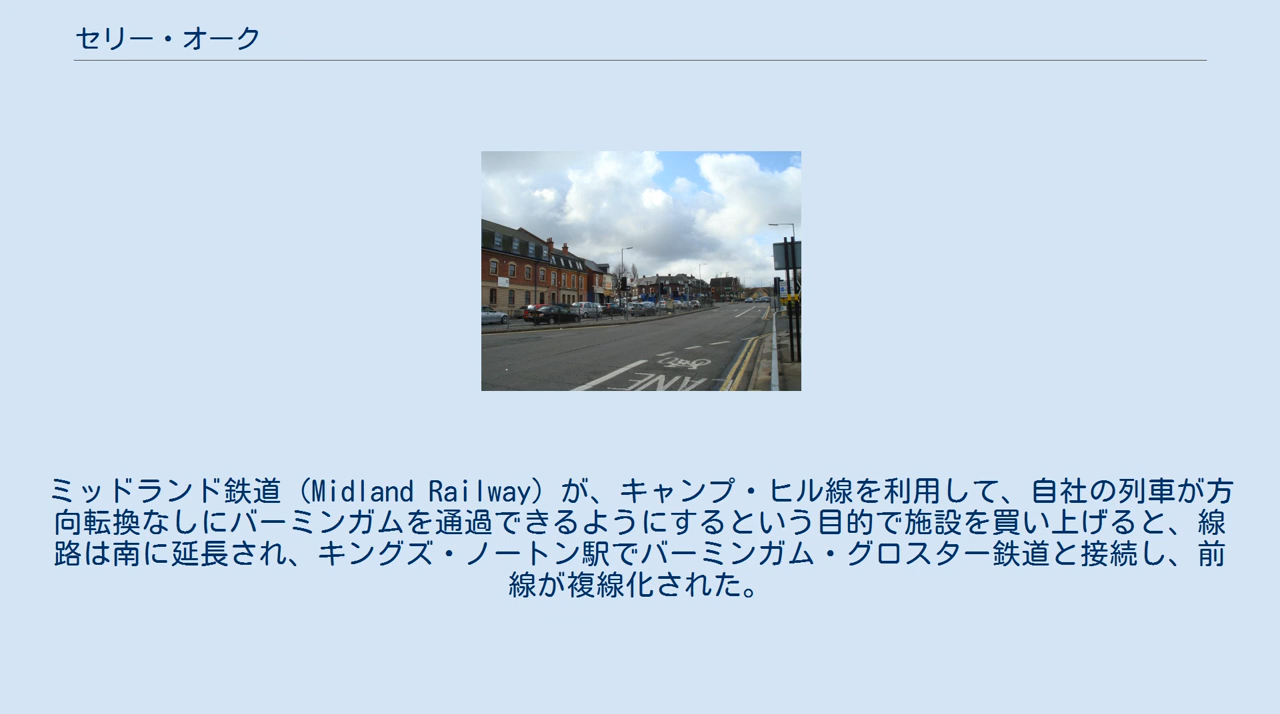 セリー・オーク
ANE
ミッドランド鉄道 (Midland Railway) が、キャンプ・ヒル線を利用して、自社の列車が方
向転換なしにバーミンガムを通過できるようにするという目的で施設を買い上げると、線
路は南に延長され、キングズ・ノートン駅でバーミンガム・グロスター鉄道と接続し、前
線が複線化された。